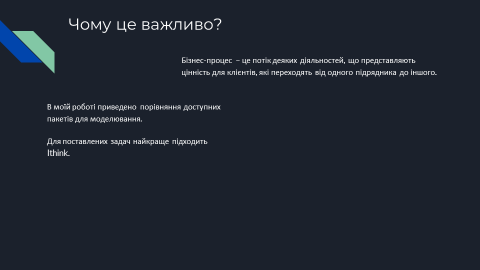 Чому це важливо?
Бізнес-процес – це потік деяких діяльностей, що представляють
цінність для клієнтів, які переходять від одного підрядника до іншого.
В моїй роботі приведено порівняння доступних
пакетів для моделювання.
Для поставлених задач найкраще підходить
Ithink.